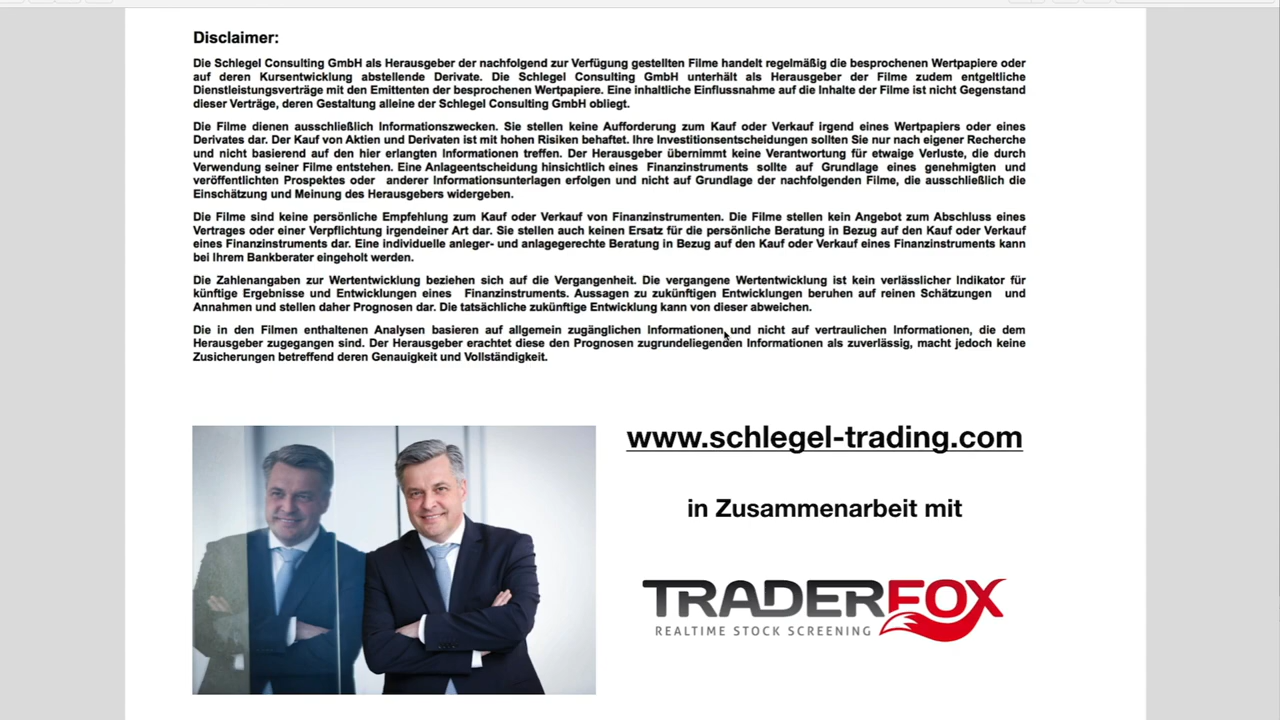 Disclaimer:
Die Schlegel Consulting GmbH als Herausgeber der nachfolgend zur Verfügung gestellten Filme handelt regelmäßig die besprochenen Wertpapiere oder
auf deren Kursentwicklung abstellende Derivate. Die Schlegel Consulting GmbH unterhält als Herausgeber der Filme zudem entgeltliche
Dienstleistungsverträge mit den Emittenten der besprochenen Wertpapiere. Eine inhaltliche Einflussnahme auf die Inhalte der Filme ist nicht Gegenstand
dieser Verträge, deren Gestaltung alleine der Schlegel Consulting GmbH obliegt.
Die Filme dienen ausschließlich Informationszwecken. Sie stellen keine Aufforderung zum Kauf oder Verkauf irgend eines Wertpapiers oder eines
Derivates dar. Der Kauf von Aktien und Derivaten ist mit hohen Risiken behaftet. Ihre Investitionsentscheidungen sollten Sie nur nach eigener Recherche
und nicht basierend auf den hier erlangten Informationen treffen. Der Herausgeber übernimmt keine Verantwortung für etwaige Verluste, die durch
Verwendung seiner Filme entstehen. Eine Anlageentscheidung hinsichtlich eines Finanzinstruments sollte auf Grundlage eines genehmigten und
veröffentlichten Prospektes oder anderer Informationsunterlagen erfolgen und nicht auf Grundlage der nachfolgenden Filme, die ausschließlich die
Einschätzung und Meinung des Herausgebers widergeben.
Die Filme sind keine persönliche Empfehlung zum Kauf oder Verkauf von Finanzinstrumenten. Die Filme stellen kein Angebot zum Abschluss eines
Vertrages oder einer Verpflichtung irgendeiner Art dar. Sie stellen auch keinen Ersatz für die persönliche Beratung in Bezug auf den Kauf oder Verkauf
eines Finanzinstruments dar. Eine individuelle anleger- und anlagegerechte Beratung in Bezug auf den Kauf oder Verkauf eines Finanzinstruments kann
bei Ihrem Bankberater eingeholt werden.
Die Zahlenangaben zur Wertentwicklung beziehen sich auf die Vergangenheit. Die vergangene Wertentwicklung ist kein verlässlicher Indikator für
künftige Ergebnisse und Entwicklungen eines Finanzinstruments. Aussagen zu zukünftigen Entwicklungen beruhen auf reinen Schätzungen und
Annahmen und stellen daher Prognosen dar. Die tatsächliche zukünftige Entwicklung kann von dieser abweichen.
Die in den Filmen enthaltenen Analysen basieren auf allgemein zugänglichen Informationen und nicht auf vertraulichen Informationen, die dem
Herausgeber zugegangen sind. Der Herausgeber erachtet diese den Prognosen zugrundeliegenden Informationen als zuverlässig, macht jedoch keine
Zusicherungen betreffend deren Genauigkeit und Vollständigkeit.
www.schlegel-trading.com
in Zusammenarbeit mit
TRADERFOX
REALTIME STOCK SCREENING